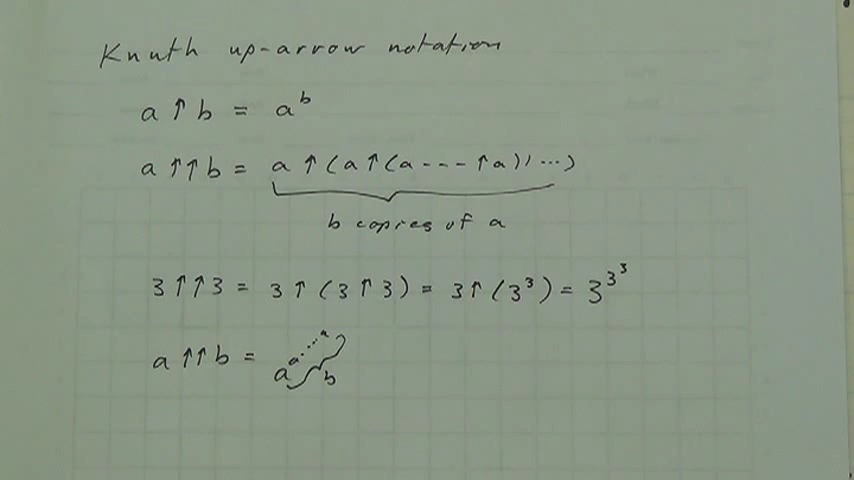 Knuth up-arrow notation
a ↑ b = a^b
a ↑↑ b = a ↑ (a ↑ (a --- ↑ a)) ...)
b copies of a
3 ↑↑ 3 = 3 ↑ (3 ↑ 3) = 3 ↑ (3^3) = 3^3^3
a ↑↑ b = a^a^...^a b